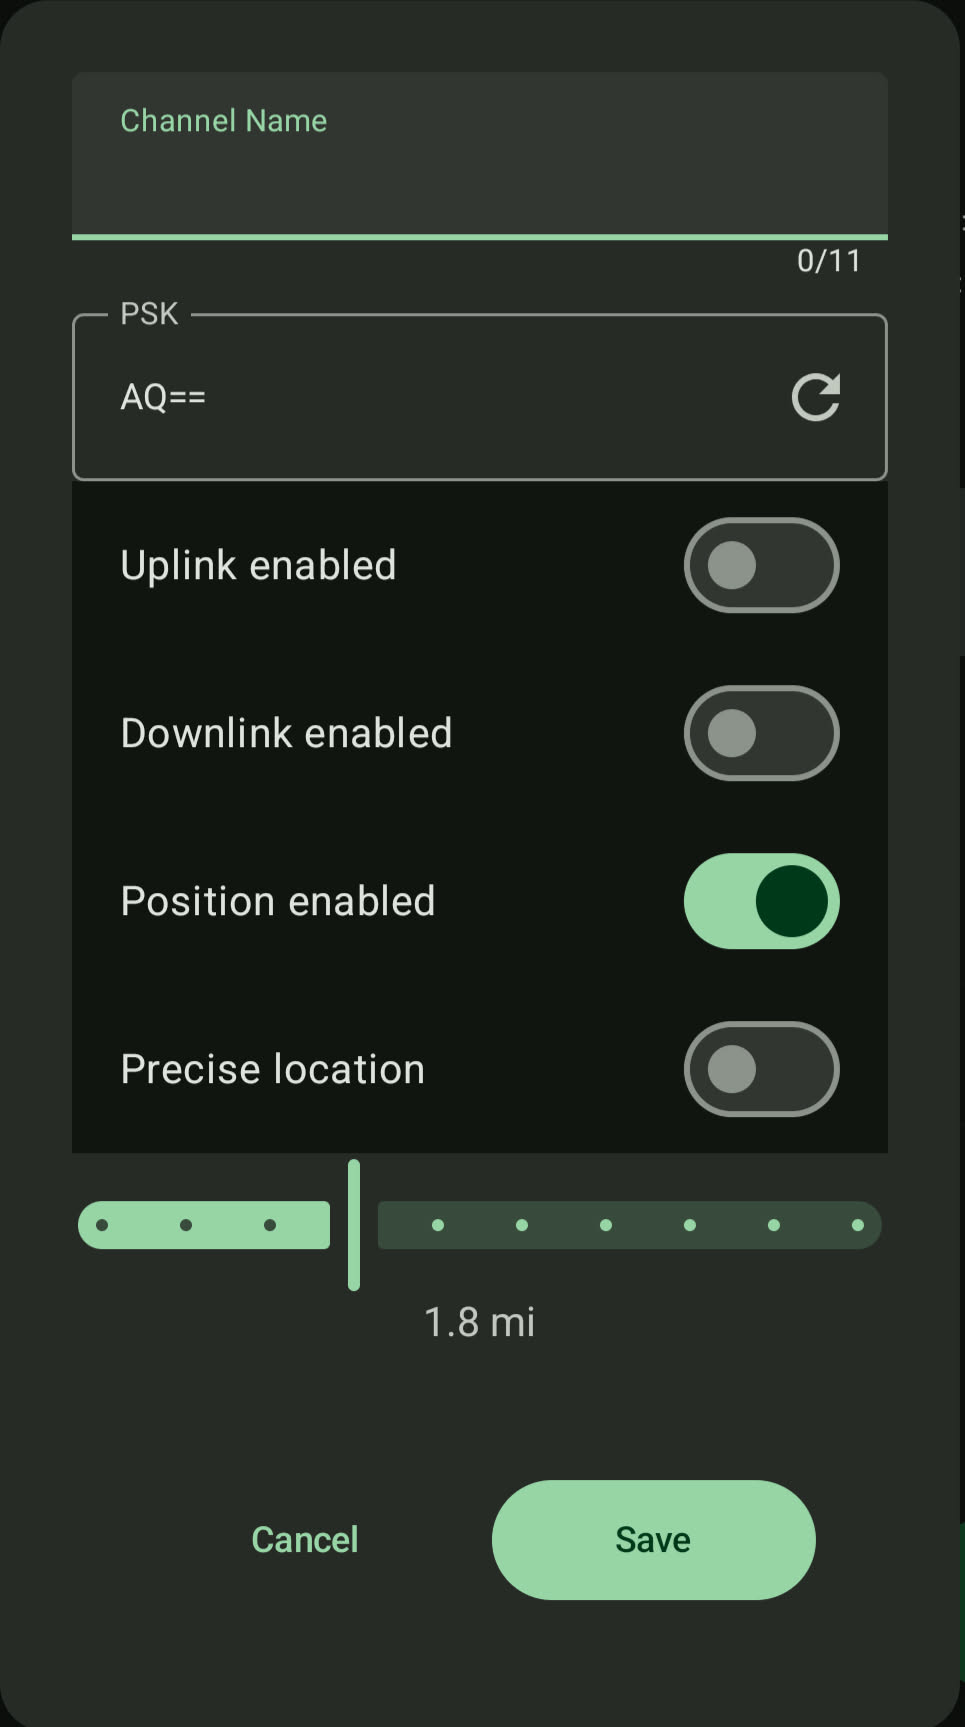 Channel Name
0/11
PSK
AQ==
Uplink enabled
Downlink enabled
Position enabled
Precise location
1.8 mi
Cancel
Save